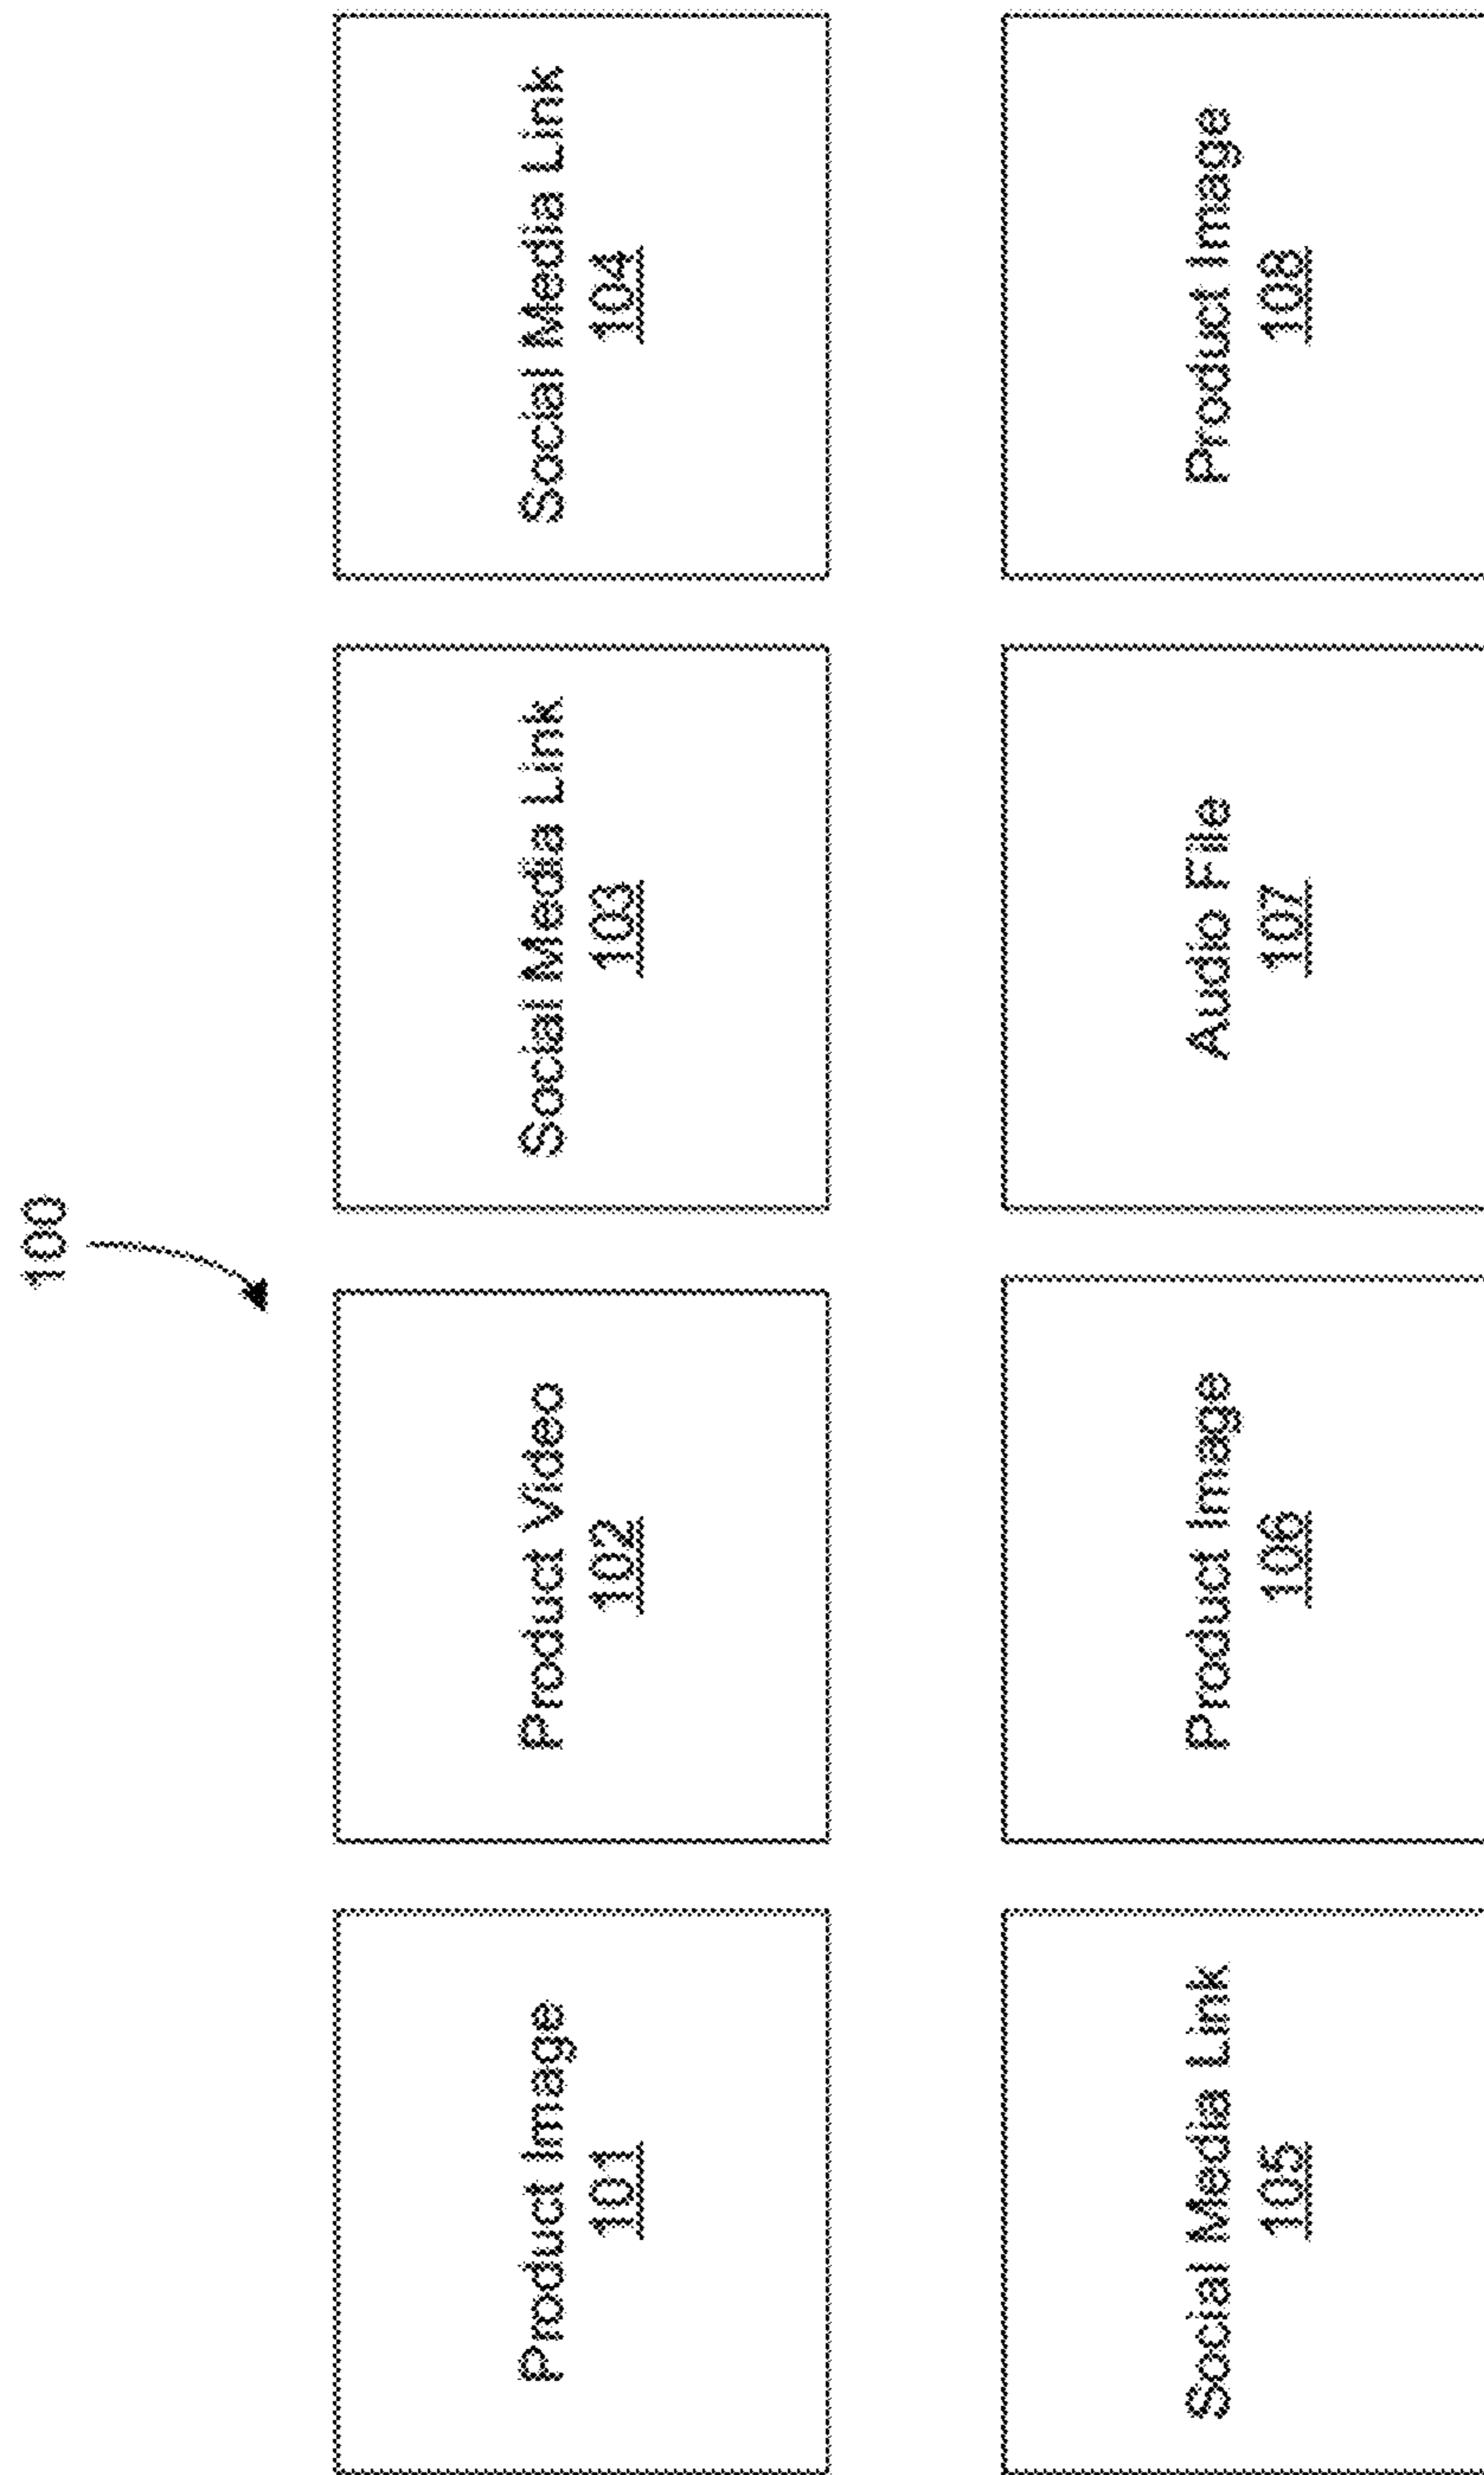 100
Product Image
101
Product Video
102
Social Media Link
103
Social Media Link
104
Social Media Link
105
Product Image
106
Audio File
107
Product Image
108